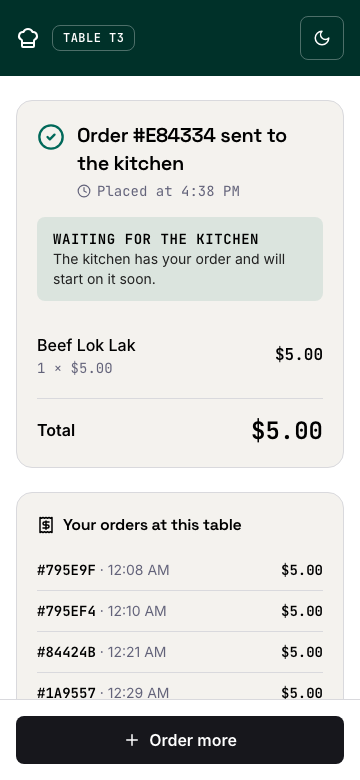 TABLE T3
Order #E84334 sent to
the kitchen
Placed at 4:38 PM
WAITING FOR THE KITCHEN
The kitchen has your order and will
start on it soon.
Beef Lok Lak
$5.00
1 × $5.00
Total
$5.00
Your orders at this table
#795E9F · 12:08 AM $5.00
#795EF4 · 12:10 AM $5.00
#84424B · 12:21 AM $5.00
#1A9557 · 12:29 AM $5.00
Order more